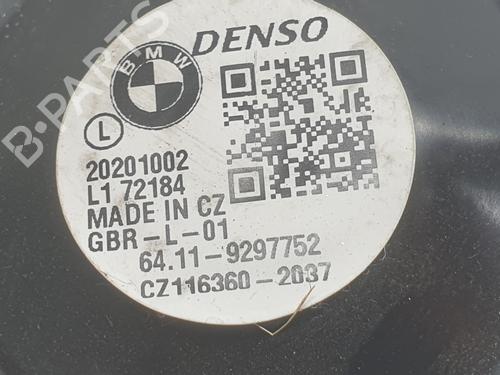 DENSO
BMW
L
20201002
L1 72184
MADE IN CZ
GBR-L-01
64.11-9297752
CZ116360-2037
B-PARTS